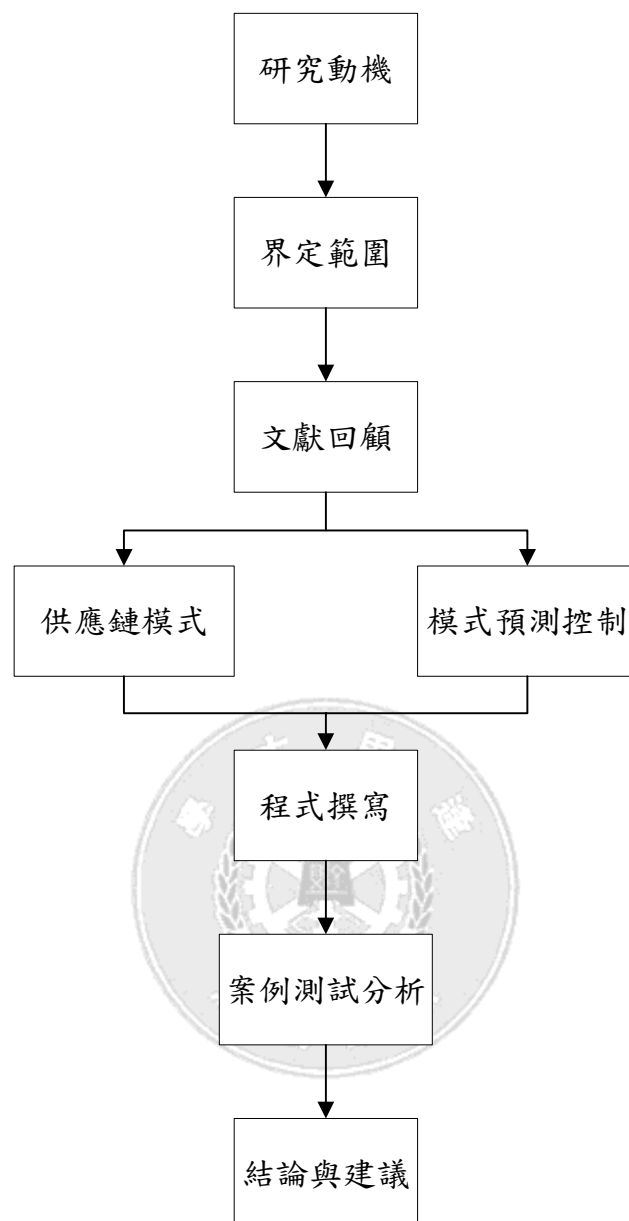 研究動機
界定範圍
文獻回顧
供應鏈模式
模式預測控制
程式撰寫
案例測試分析
結論與建議